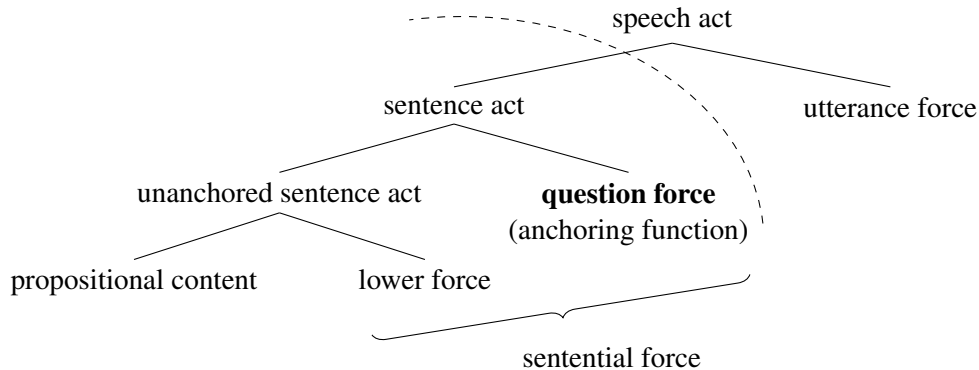 speech act
sentence act
utterance force
unanchored sentence act
question force
(anchoring function)
propositional content
lower force
sentential force